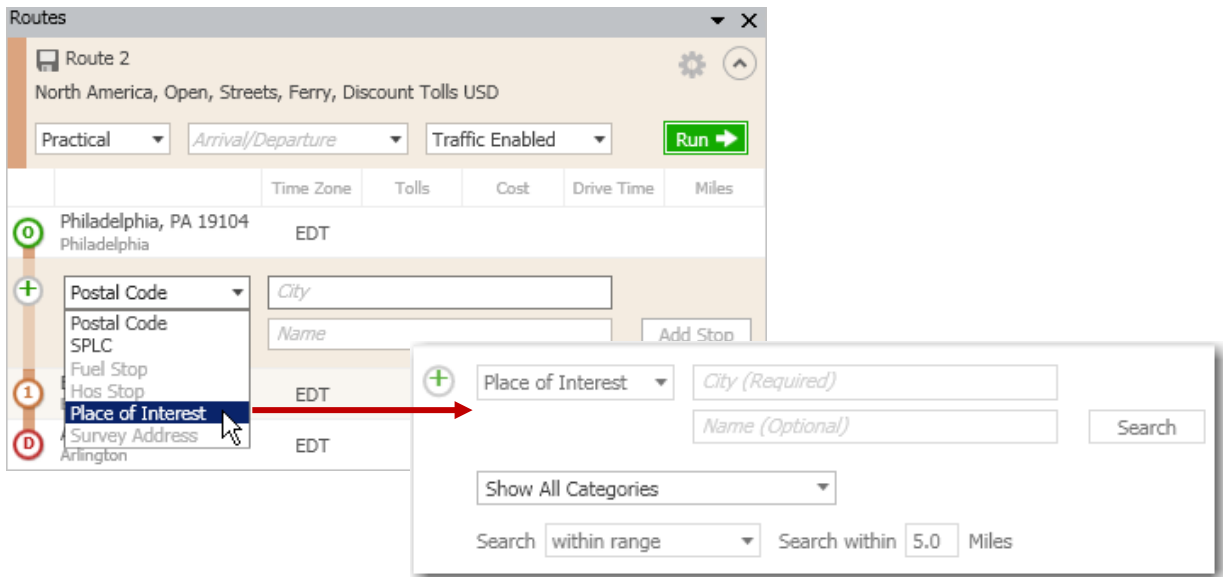 Routes
Route 2
North America, Open, Streets, Ferry, Discount Tolls USD
Practical Arrival/Departure Traffic Enabled Run
Time Zone Tolls Cost Drive Time Miles
O Philadelphia, PA 19104 EDT
Philadelphia
Postal Code City
Postal Code
SPLC
Name Add Stop
Fuel Stop
Hos Stop
1 EDT
Place of Interest
Survey Address
D EDT
Arlington
Place of Interest City (Required)
Name (Optional) Search
Show All Categories
Search within range Search within 5.0 Miles